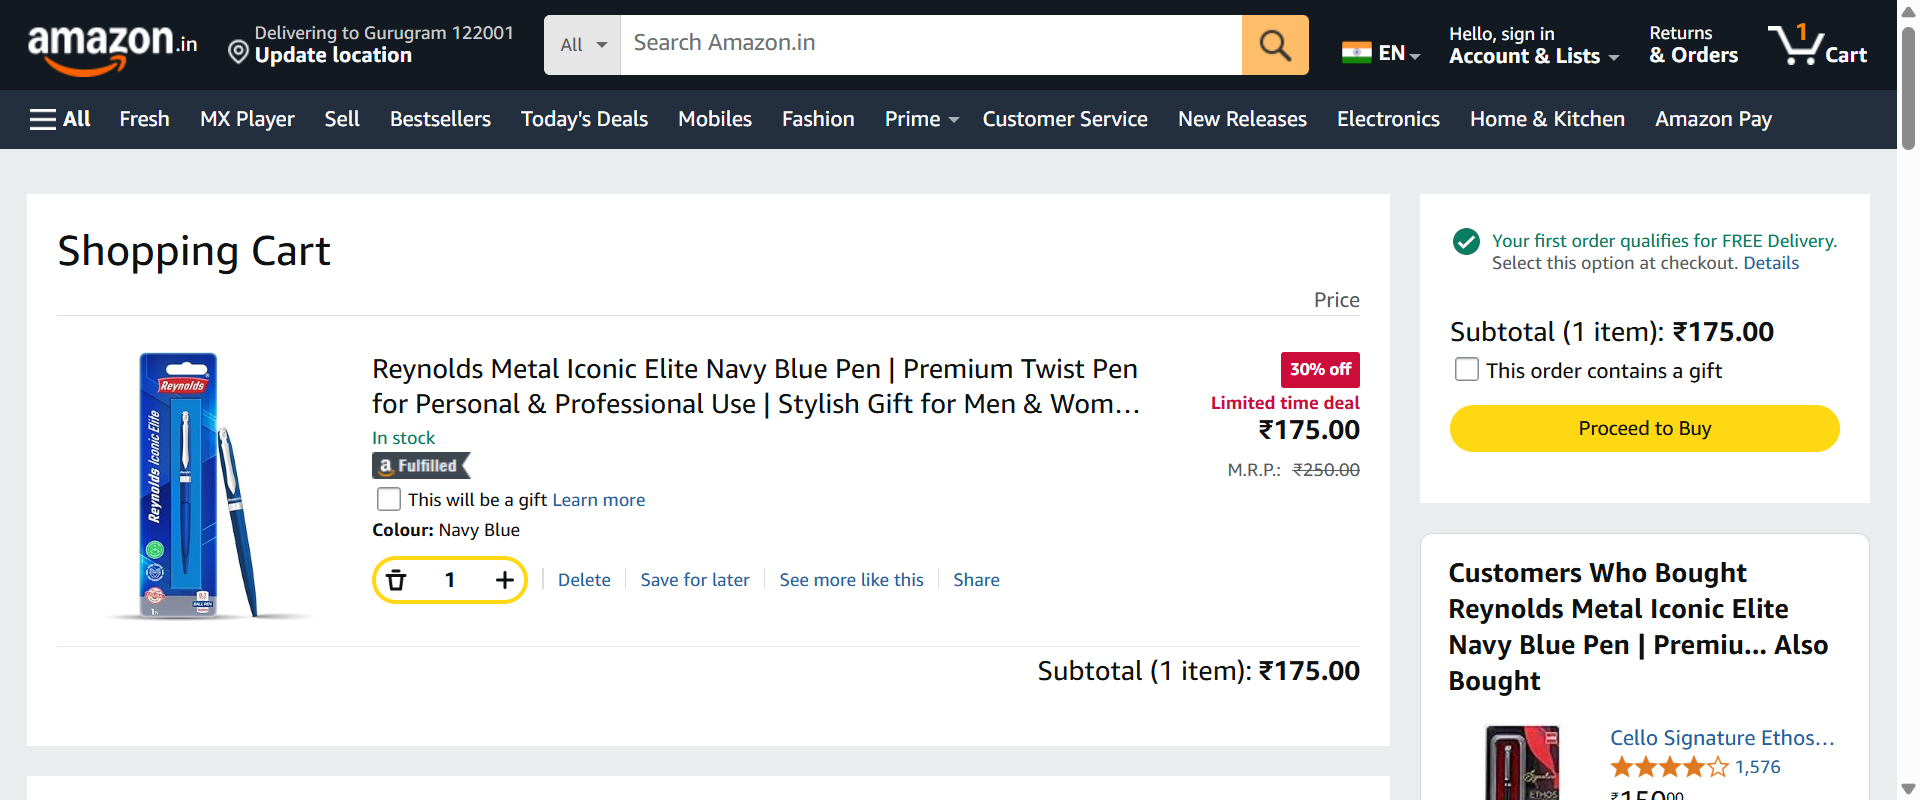 amazon.in
Delivering to Gurugram 122001
Update location
All
Search Amazon.in
EN
Hello, sign in
Account & Lists
Returns
& Orders
1
Cart
All
Fresh
MX Player
Sell
Bestsellers
Today's Deals
Mobiles
Fashion
Prime
Customer Service
New Releases
Electronics
Home & Kitchen
Amazon Pay
Shopping Cart
Price
Reynolds
Reynolds Iconic Elite
Reynolds Metal Iconic Elite Navy Blue Pen | Premium Twist Pen
for Personal & Professional Use | Stylish Gift for Men & Wom...
In stock
a Fulfilled
This will be a gift Learn more
Colour: Navy Blue
1
Delete
Save for later
See more like this
Share
30% off
Limited time deal
₹175.00
M.R.P.: ₹250.00
Subtotal (1 item): ₹175.00
Your first order qualifies for FREE Delivery.
Select this option at checkout. Details
Subtotal (1 item): ₹175.00
This order contains a gift
Proceed to Buy
Customers Who Bought
Reynolds Metal Iconic Elite
Navy Blue Pen | Premiu... Also
Bought
Signature
ETHOS
Cello Signature Ethos...
1,576
₹150.00